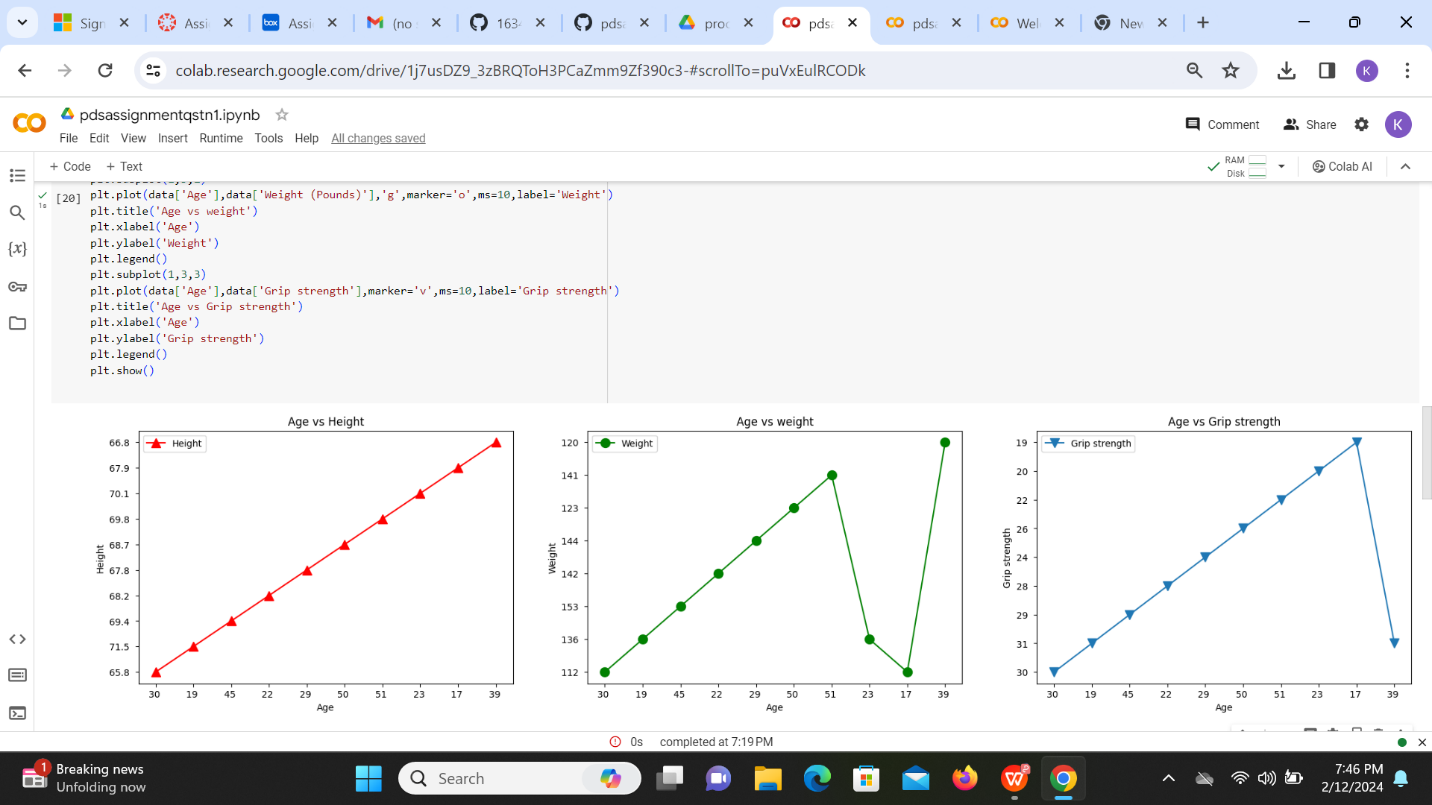 Sign
Assi
Assi
M (no s
1634
pdsa
proc
pdsa
pdsa
Wel
New
colab.research.google.com/drive/1j7usDZ9_3zBRQToH3PCaZmm9Zf390c3-#scrollTo=puVxEulRCODk
K
pdsassignmentqstn1.ipynb
File Edit View Insert Runtime Tools Help All changes saved
Comment Share K
+ Code + Text
RAM
Disk
Colab AI
{x}
[20]
1s
plt.plot(data['Age'],data['Weight (Pounds)'],'g',marker='o',ms=10,label='Weight')
plt.title('Age vs weight')
plt.xlabel('Age')
plt.ylabel('Weight')
plt.legend()
plt.subplot(1,3,3)
plt.plot(data['Age'],data['Grip strength'],marker='v',ms=10,label='Grip strength')
plt.title('Age vs Grip strength')
plt.xlabel('Age')
plt.ylabel('Grip strength')
plt.legend()
plt.show()
Age vs Height
Height
66.8
67.9
70.1
69.8
68.7
67.8
68.2
69.4
71.5
65.8
Height
30 19 45 22 29 50 51 23 17 39
Age
Age vs weight
Weight
120
141
123
144
142
153
136
112
Weight
30 19 45 22 29 50 51 23 17 39
Age
Age vs Grip strength
Grip strength
19
20
22
26
24
28
29
31
30
Grip strength
30 19 45 22 29 50 51 23 17 39
Age
0s completed at 7:19 PM
1
Breaking news
Unfolding now
Search
7:46 PM
2/12/2024